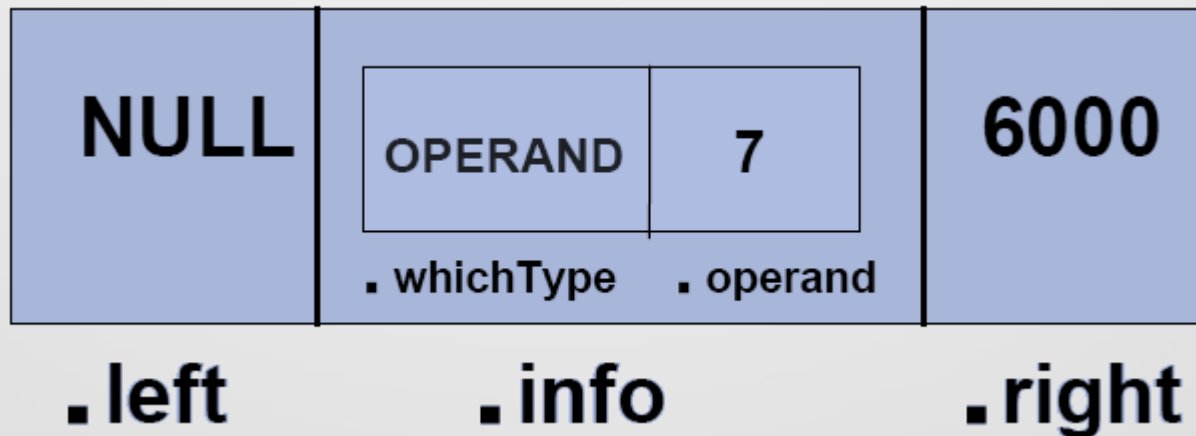 NULL OPERAND 7 6000
. whichType . operand
. left . info . right